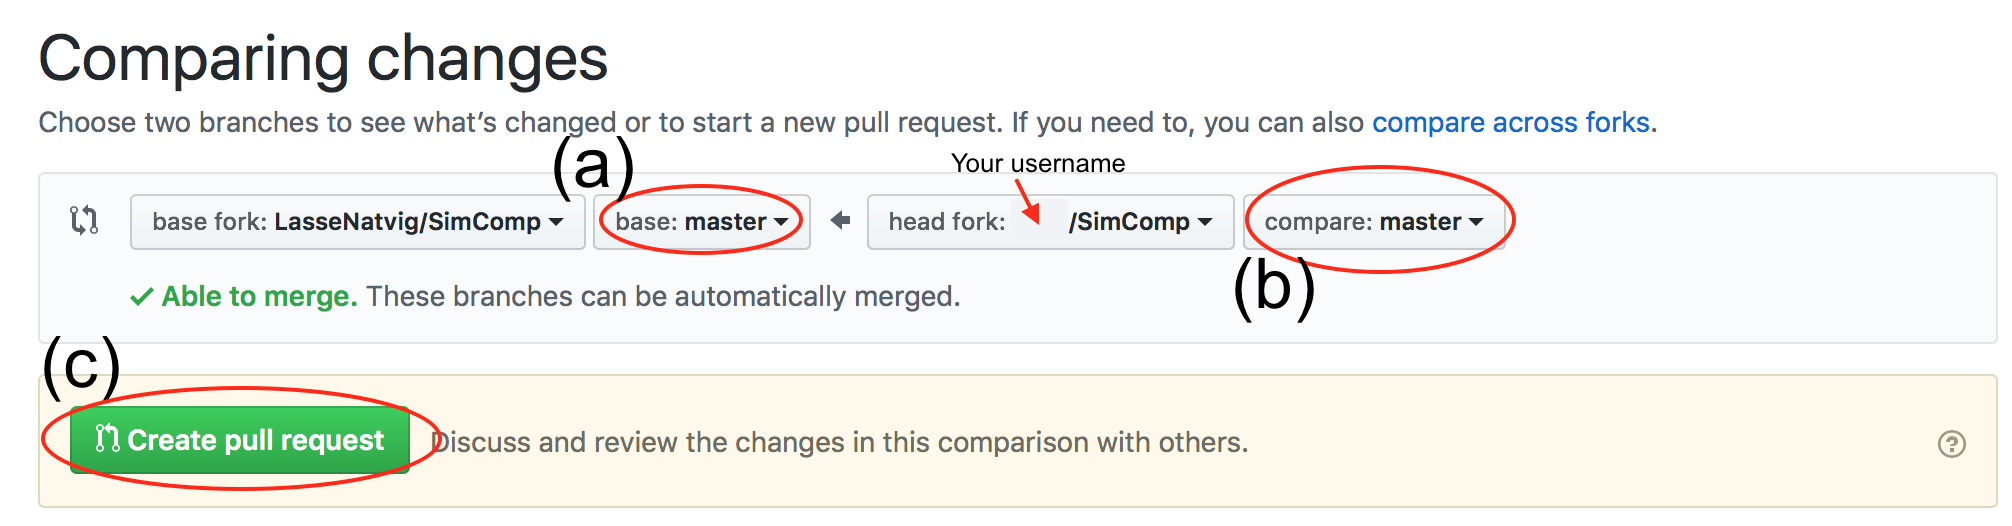 Comparing changes
Choose two branches to see what's changed or to start a new pull request. If you need to, you can also compare across forks.
(a)
Your username
base fork: LasseNatvig/SimComp base: master head fork: /SimComp compare: master
(b)
Able to merge. These branches can be automatically merged.
(c)
Create pull request Discuss and review the changes in this comparison with others.